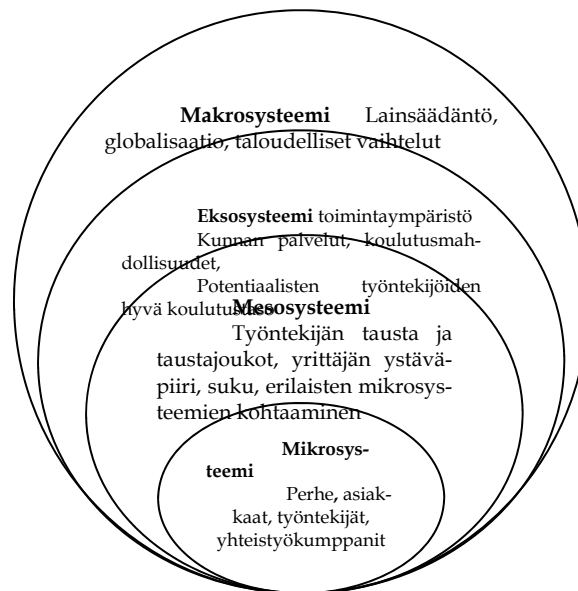 Makrosysteemi Lainsäädäntö,
globalisaatio, taloudelliset vaihtelut
Eksosysteemi toimintaympäristö
Kunnan palvelut, koulutusmah-
dollisuudet,
Potentiaalisten työntekijöiden
hyvä koulutustaso
Mesosysteemi
Työntekijän tausta ja
taustajoukot, yrittäjän ystävä-
piiri, suku, erilaisten mikrosys-
teemien kohtaaminen
Mikrosys-
teemi
Perhe, asiak-
kaat, työntekijät,
yhteistyökumppanit